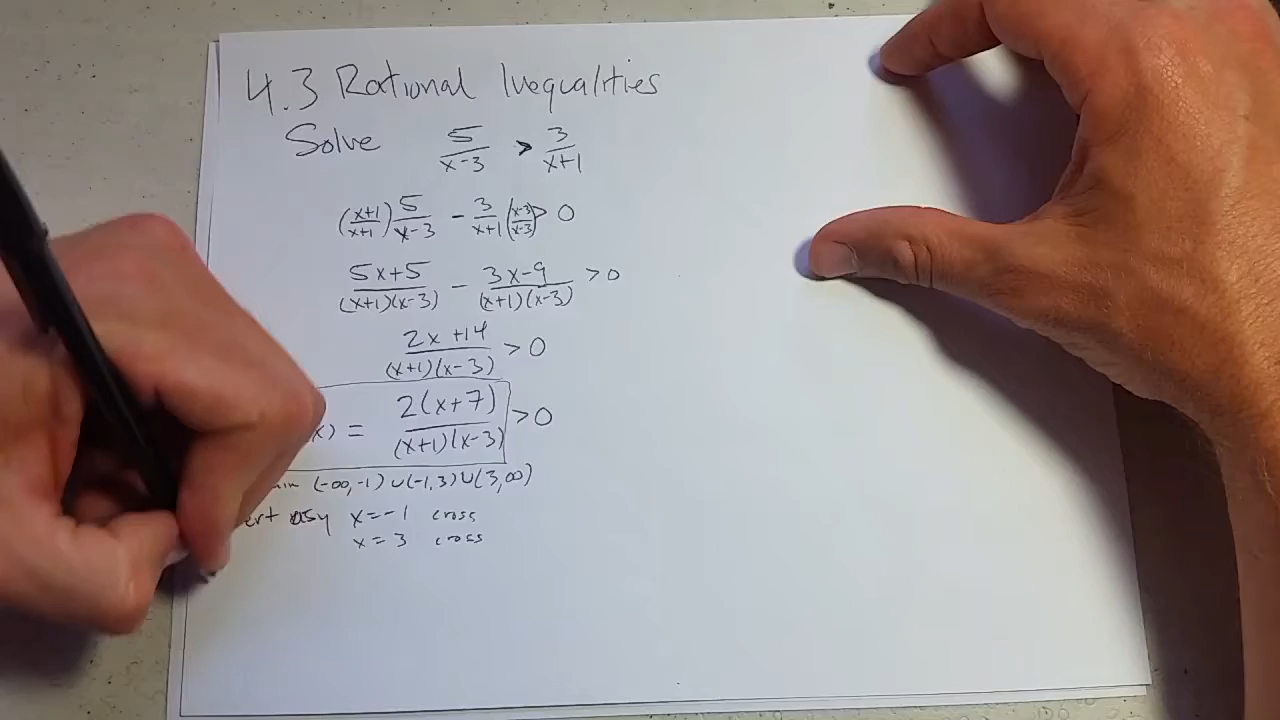 4.3 Rational Inequalities
Solve 5/(x-3) > 3/(x+1)
((x+1)/(x+1)) 5/(x-3) - 3/(x+1) ((x-3)/(x-3)) > 0
(5x+5)/((x+1)(x-3)) - (3x-9)/((x+1)(x-3)) > 0
(2x+14)/((x+1)(x-3)) > 0
x) = 2(x+7)/((x+1)(x-3)) > 0
(-∞,-1)∪(-1,3)∪(3,∞)
asy x=-1 cross
x=3 cross